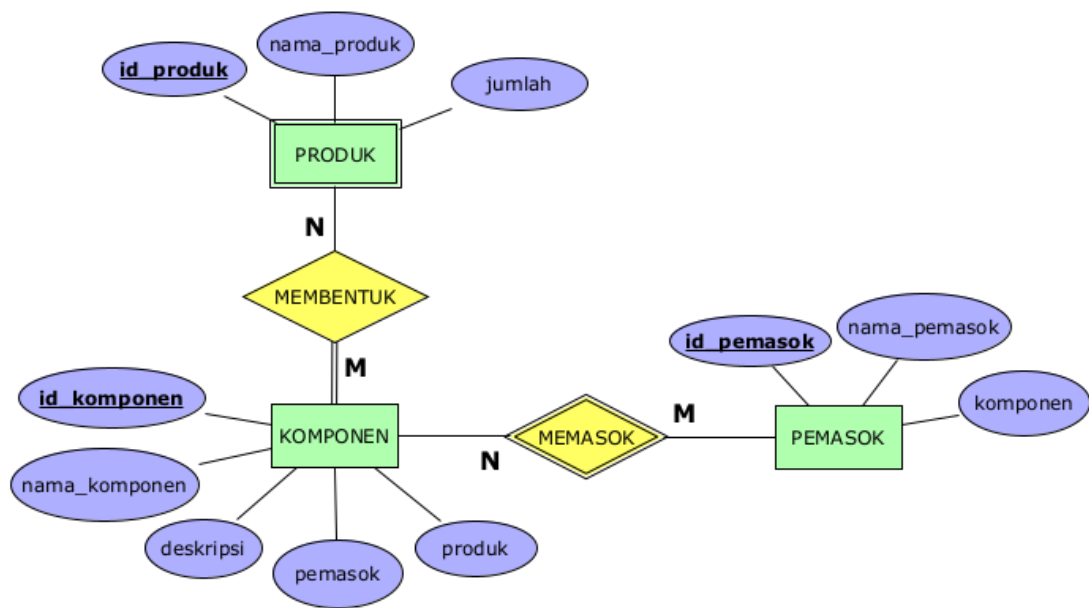 nama_produk
id_produk
jumlah
PRODUK
N
MEMBENTUK
M
id_komponen
KOMPONEN
nama_komponen
deskripsi
pemasok
produk
N
MEMASOK
M
id_pemasok
nama_pemasok
komponen
PEMASOK